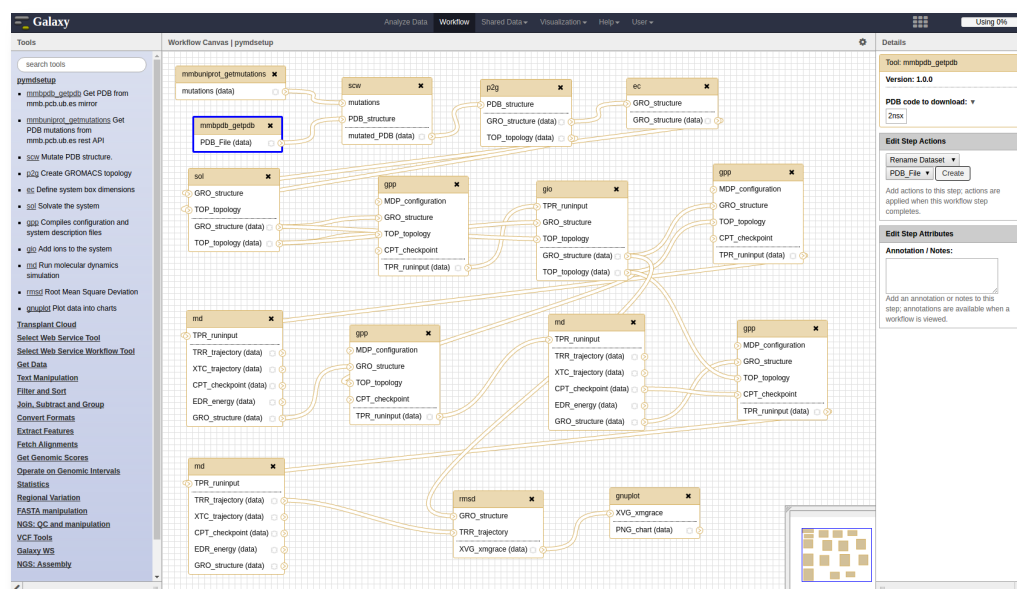 Galaxy
Analyze Data Workflow Shared Data Visualization Help User
Using 0%
Tools
search tools
pymdsetup
mmbpdb_getpdb Get PDB from
mmb.pcb.ub.es mirror
mmbuniprot_getmutations Get
PDB mutations from
mmb.pcb.ub.es rest API
scw Mutate PDB structure.
p2g Create GROMACS topology
ec Define system box dimensions
sol Solvate the system
gpp Compiles configuration and
system description files
gio Add ions to the system
md Run molecular dynamics
simulation
rmsd Root Mean Square Deviation
gnuplot Plot data into charts
Transplant Cloud
Select Web Service Tool
Select Web Service Workflow Tool
Get Data
Text Manipulation
Filter and Sort
Join, Subtract and Group
Convert Formats
Extract Features
Fetch Alignments
Get Genomic Scores
Operate on Genomic Intervals
Statistics
Regional Variation
FASTA manipulation
NGS: QC and manipulation
VCF Tools
Galaxy WS
NGS: Assembly
Workflow Canvas | pymdsetup
mmbuniprot_getmutations
mutations (data)
mmbpdb_getpdb
PDB_File (data)
scw
mutations
PDB_structure
mutated_PDB (data)
p2g
PDB_structure
GRO_structure (data)
TOP_topology (data)
ec
GRO_structure
GRO_structure (data)
sol
GRO_structure
TOP_topology
GRO_structure (data)
TOP_topology (data)
gpp
MDP_configuration
GRO_structure
TOP_topology
CPT_checkpoint
TPR_runinput (data)
gio
TPR_runinput
GRO_structure
TOP_topology
GRO_structure (data)
TOP_topology (data)
gpp
MDP_configuration
GRO_structure
TOP_topology
CPT_checkpoint
TPR_runinput (data)
md
TPR_runinput
TRR_trajectory (data)
XTC_trajectory (data)
CPT_checkpoint (data)
EDR_energy (data)
GRO_structure (data)
gpp
MDP_configuration
GRO_structure
TOP_topology
CPT_checkpoint
TPR_runinput (data)
md
TPR_runinput
TRR_trajectory (data)
XTC_trajectory (data)
CPT_checkpoint (data)
EDR_energy (data)
GRO_structure (data)
gpp
MDP_configuration
GRO_structure
TOP_topology
CPT_checkpoint
TPR_runinput (data)
md
TPR_runinput
TRR_trajectory (data)
XTC_trajectory (data)
CPT_checkpoint (data)
EDR_energy (data)
GRO_structure (data)
rmsd
GRO_structure
TRR_trajectory
XVG_xmgrace (data)
gnuplot
XVG_xmgrace
PNG_chart (data)
Details
Tool: mmbpdb_getpdb
Version: 1.0.0
PDB code to download:
2nsx
Edit Step Actions
Rename Dataset
PDB_File Create
Add actions to this step; actions are
applied when this workflow step
completes.
Edit Step Attributes
Annotation / Notes:
Add an annotation or notes to this
step; annotations are available when a
workflow is viewed.